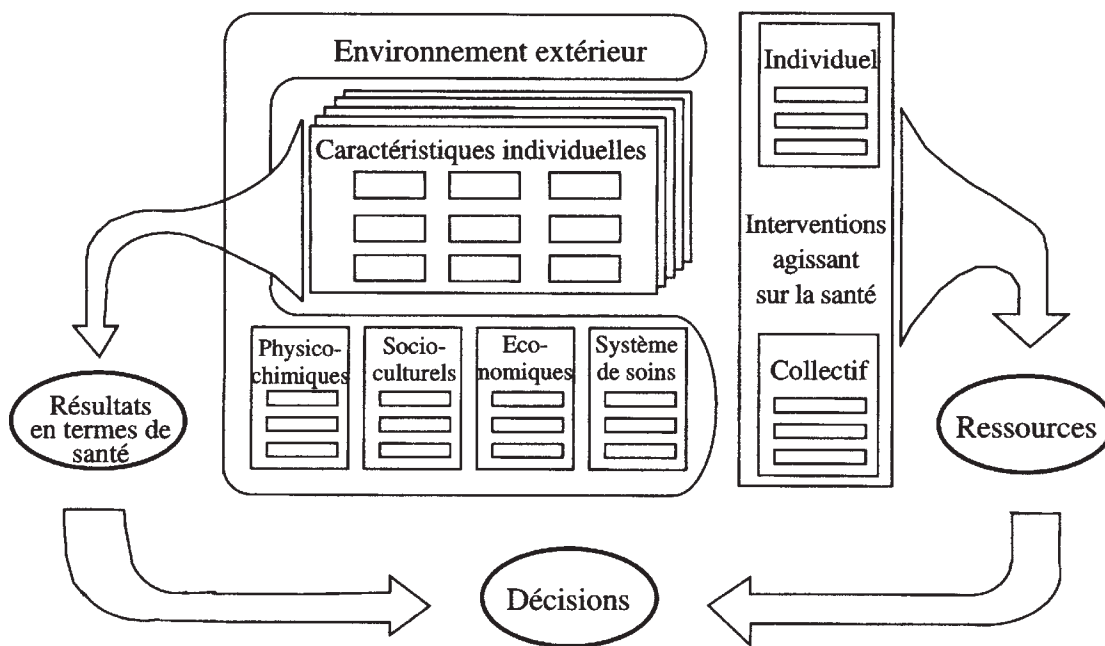 Environnement extérieur
Caractéristiques individuelles
Physico-
chimiques
Socio-
culturels
Eco-
nomiques
Système
de soins
Individuel
Interventions
agissant
sur la santé
Collectif
Résultats
en termes de
santé
Ressources
Décisions